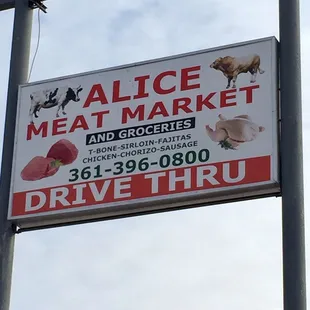 ALICE
MEAT MARKET
AND GROCERIES
T-BONE-SIRLOIN-FAJITAS
CHICKEN-CHORIZO-SAUSAGE
361-396-0800
DRIVE THRU